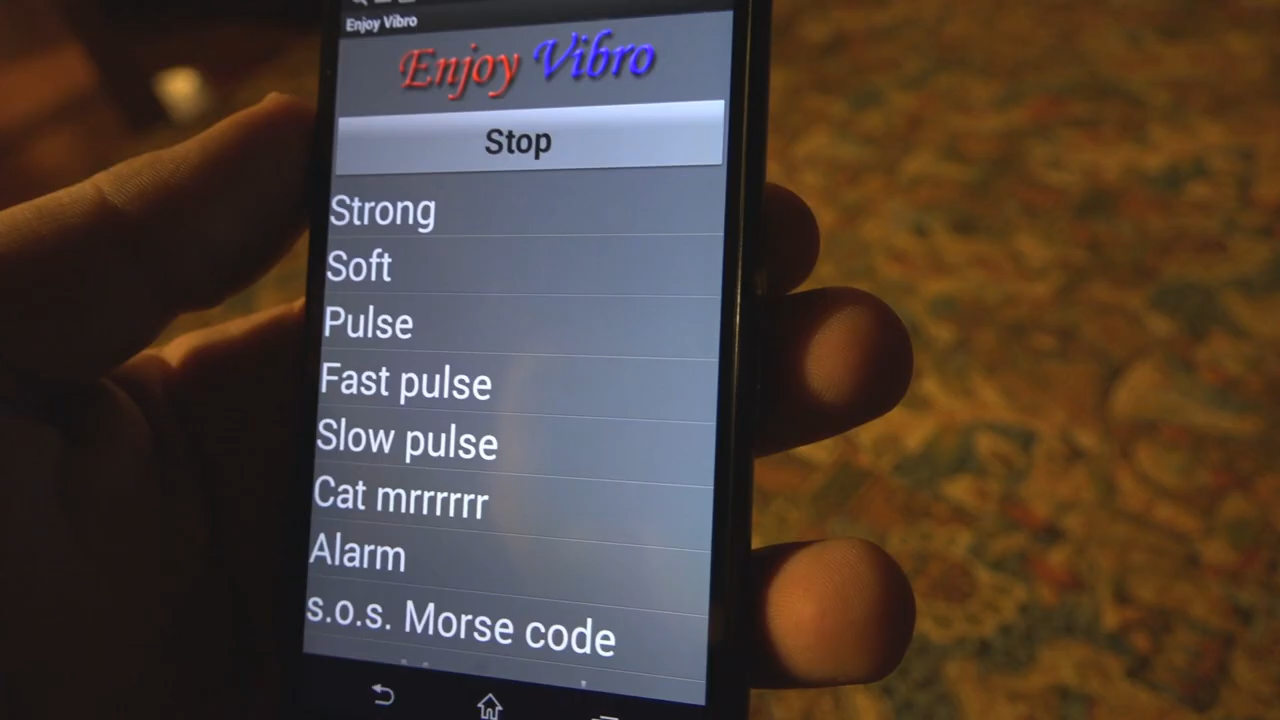 Enjoy Vibro
Enjoy Vibro
Stop
Strong
Soft
Pulse
Fast pulse
Slow pulse
Cat mrrrrrr
Alarm
s.o.s. Morse code